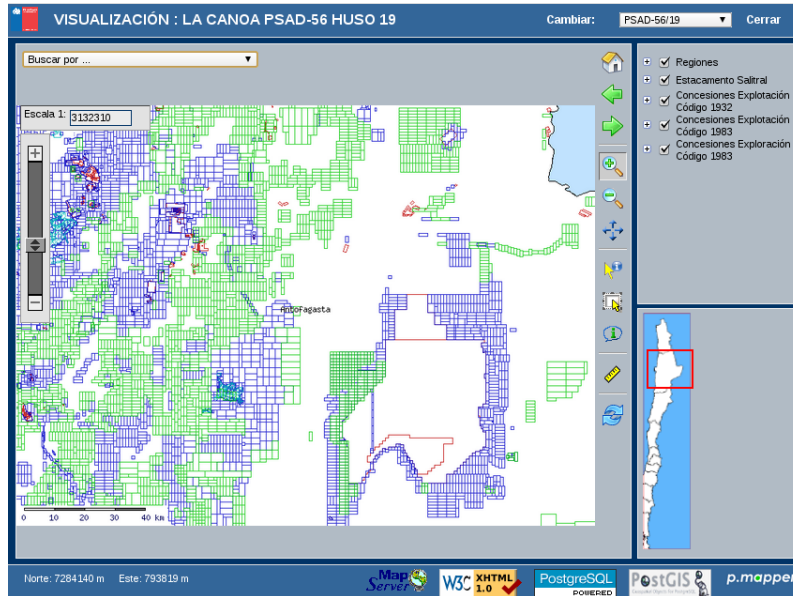 VISUALIZACIÓN : LA CANOA PSAD-56 HUSO 19
Cambiar:
PSAD-56/19
Cerrar
Buscar por ...
Escala 1: 3132310
Regiones
Estacamento Salitral
Concesiones Explotación
Código 1932
Concesiones Explotación
Código 1983
Concesiones Exploración
Código 1983
Antofagasta
0 10 20 30 40 km
Norte: 7284140 m Este: 793819 m
Map
Server
W3C XHTML
1.0
PostgreSQL
POWERED
PostGIS
p.mapper